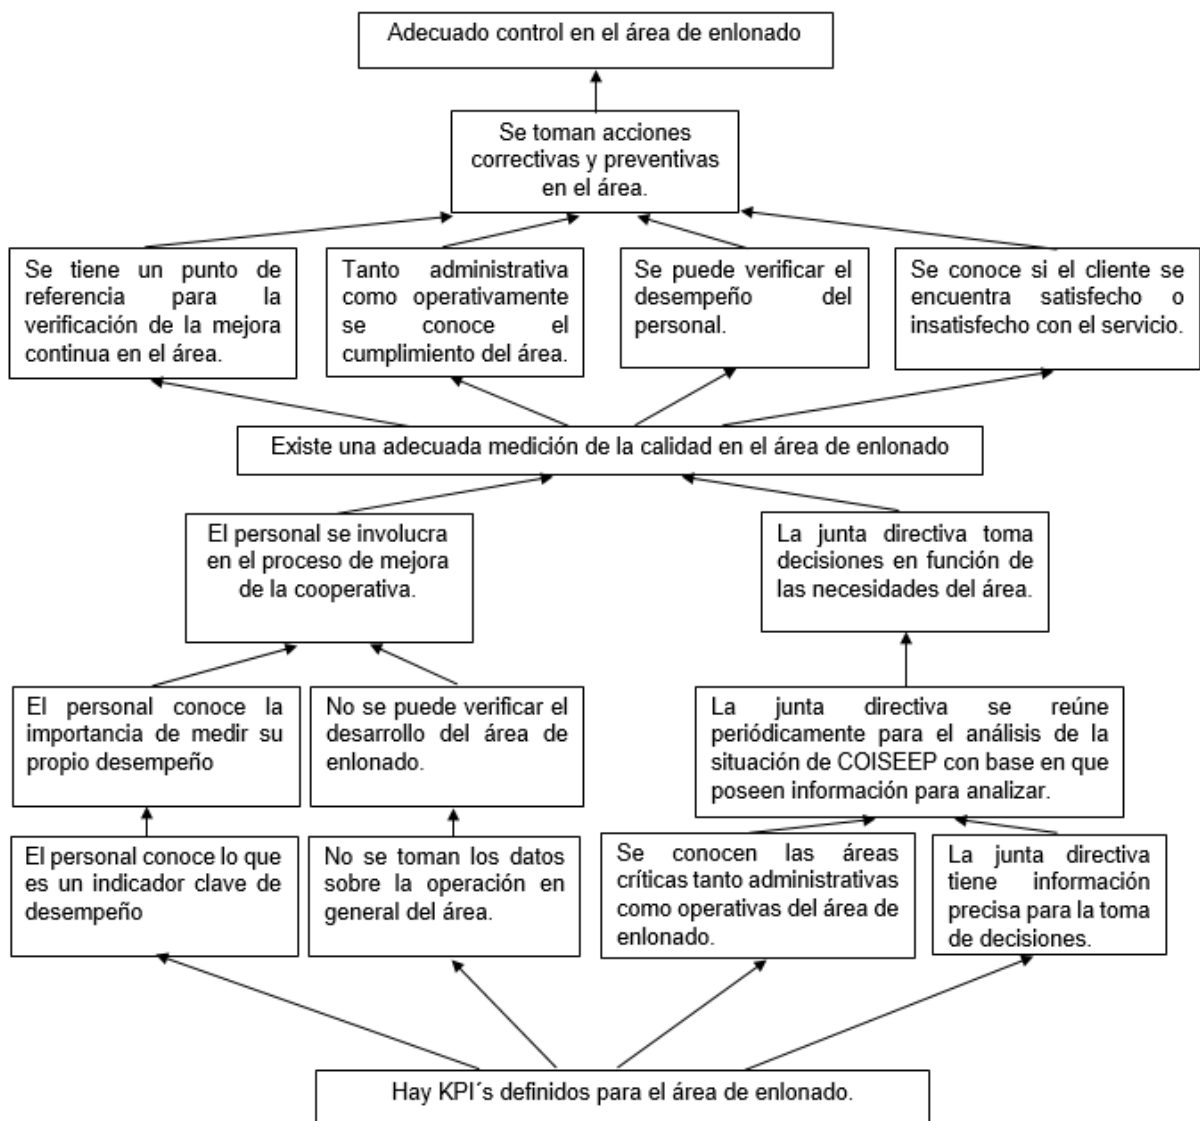 Adecuado control en el área de enlonado
Se toman acciones
correctivas y preventivas
en el área.
Se tiene un punto de
referencia para la
verificación de la mejora
continua en el área.
Tanto administrativa
como operativamente
se conoce el
cumplimiento del área.
Se puede verificar el
desempeño del
personal.
Se conoce si el cliente se
encuentra satisfecho o
insatisfecho con el servicio.
Existe una adecuada medición de la calidad en el área de enlonado
El personal se involucra
en el proceso de mejora
de la cooperativa.
La junta directiva toma
decisiones en función de
las necesidades del área.
El personal conoce la
importancia de medir su
propio desempeño
No se puede verificar el
desarrollo del área de
enlonado.
La junta directiva se reúne
periódicamente para el análisis de la
situación de COISEEP con base en que
poseen información para analizar.
El personal conoce lo que
es un indicador clave de
desempeño
No se toman los datos
sobre la operación en
general del área.
Se conocen las áreas
críticas tanto administrativas
como operativas del área de
enlonado.
La junta directiva
tiene información
precisa para la toma
de decisiones.
Hay KPI´s definidos para el área de enlonado.